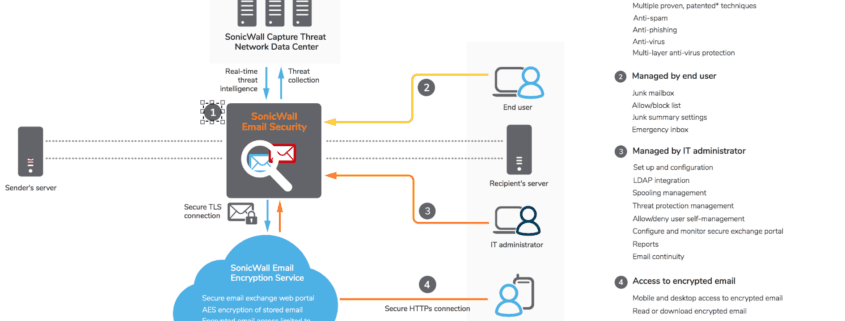 SonicWall Capture Threat
Network Data Center
Real-time
threat
intelligence
Threat
collection
1
SonicWall
Email Security
Sender's server
Secure TLS
connection
SonicWall Email
Encryption Service
Secure email exchange web portal
AES encryption of stored email
Encrypted email access limited to
2
End user
Recipient's server
3
IT administrator
4
Secure HTTPs connection
Multiple proven, patented* techniques
Anti-spam
Anti-phishing
Anti-virus
Multi-layer anti-virus protection
2 Managed by end user
Junk mailbox
Allow/block list
Junk summary settings
Emergency inbox
3 Managed by IT administrator
Set up and configuration
LDAP integration
Spooling management
Threat protection management
Allow/deny user self-management
Configure and monitor secure exchange portal
Reports
Email continuity
4 Access to encrypted email
Mobile and desktop access to encrypted email
Read or download encrypted email